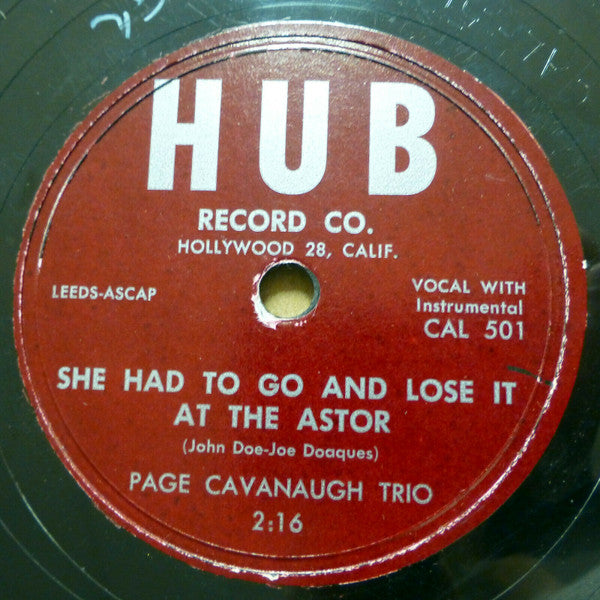 HUB
RECORD CO.
HOLLYWOOD 28, CALIF.
LEEDS-ASCAP
VOCAL WITH
Instrumental
CAL 501
SHE HAD TO GO AND LOSE IT
AT THE ASTOR
(John Doe-Joe Doaques)
PAGE CAVANAUGH TRIO
2:16